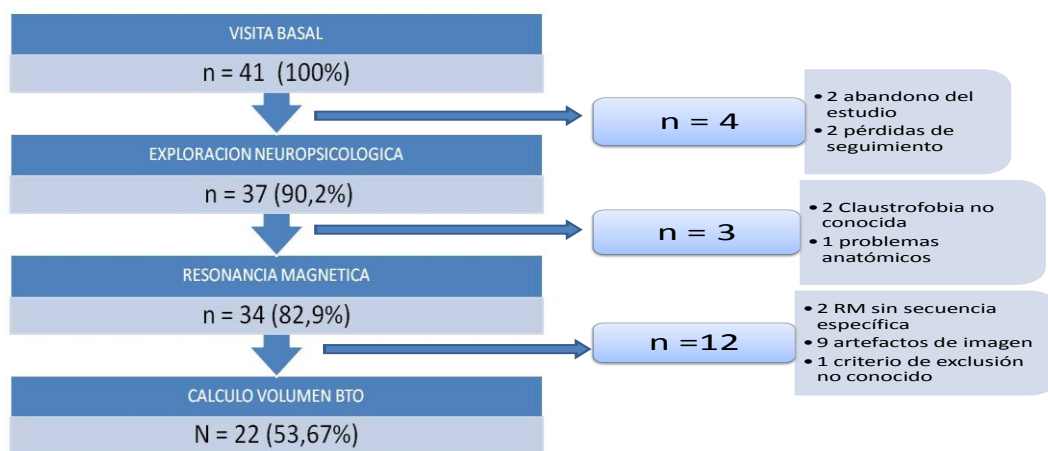 VISITA BASAL
n = 41 (100%)
n = 4
• 2 abandono del
estudio
• 2 pérdidas de
seguimiento
EXPLORACION NEUROPSICOLOGICA
n = 37 (90,2%)
n = 3
• 2 Claustrofobia no
conocida
• 1 problemas
anatómicos
RESONANCIA MAGNETICA
n = 34 (82,9%)
n =12
• 2 RM sin secuencia
específica
• 9 artefactos de imagen
• 1 criterio de exclusión
no conocido
CALCULO VOLUMEN BTO
N = 22 (53,67%)